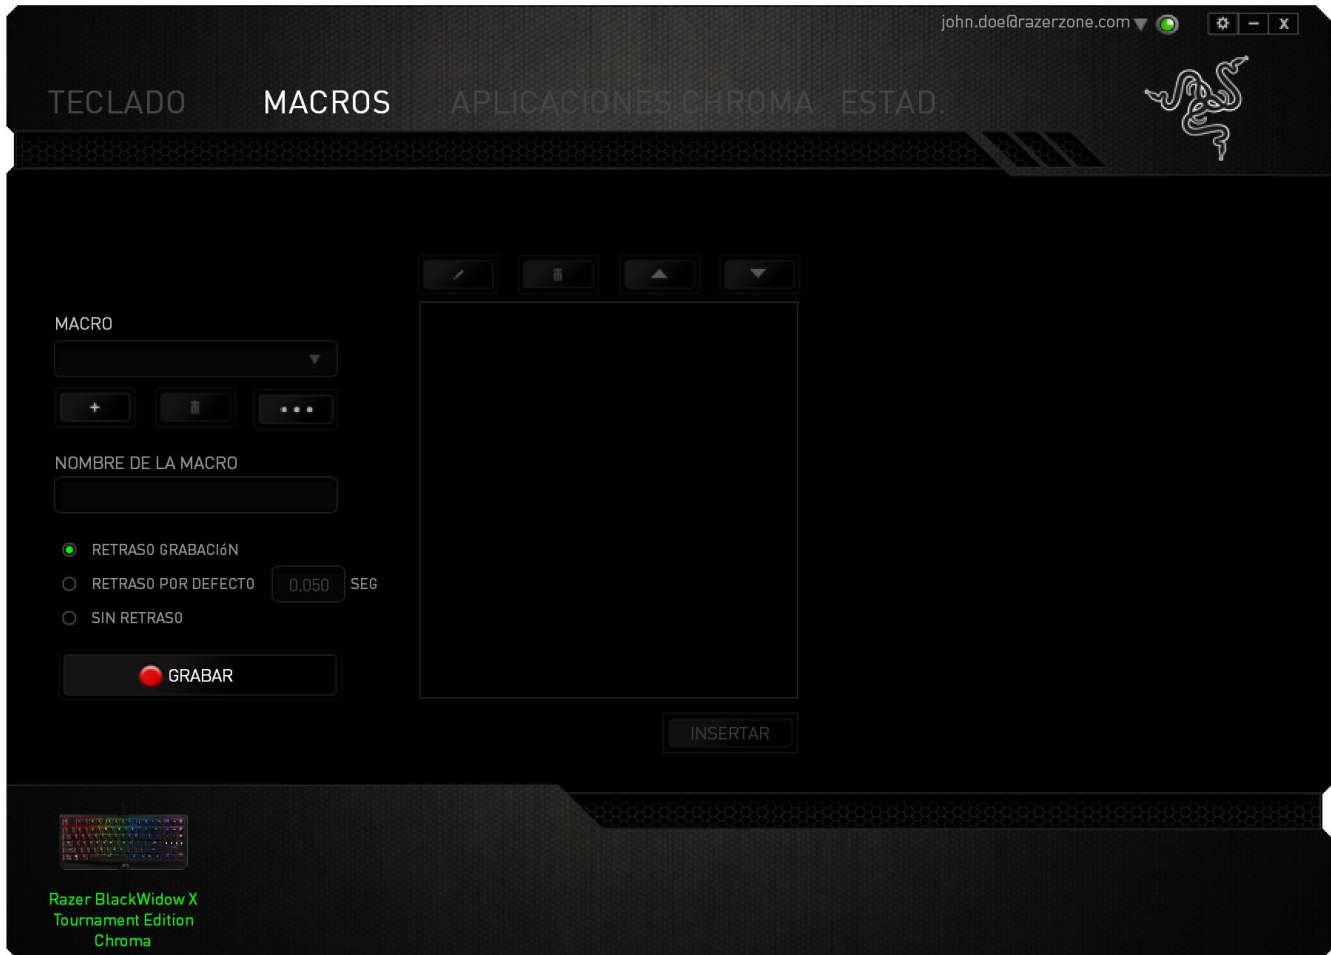 john.doe@razerzone.com
X
TECLADO MACROS APLICACIONES CHROMA ESTAD.
MACRO
+
NOMBRE DE LA MACRO
RETRASO GRABACIóN
RETRASO POR DEFECTO 0.050 SEG
SIN RETRASO
GRABAR
INSERTAR
Razer BlackWidow X
Tournament Edition
Chroma